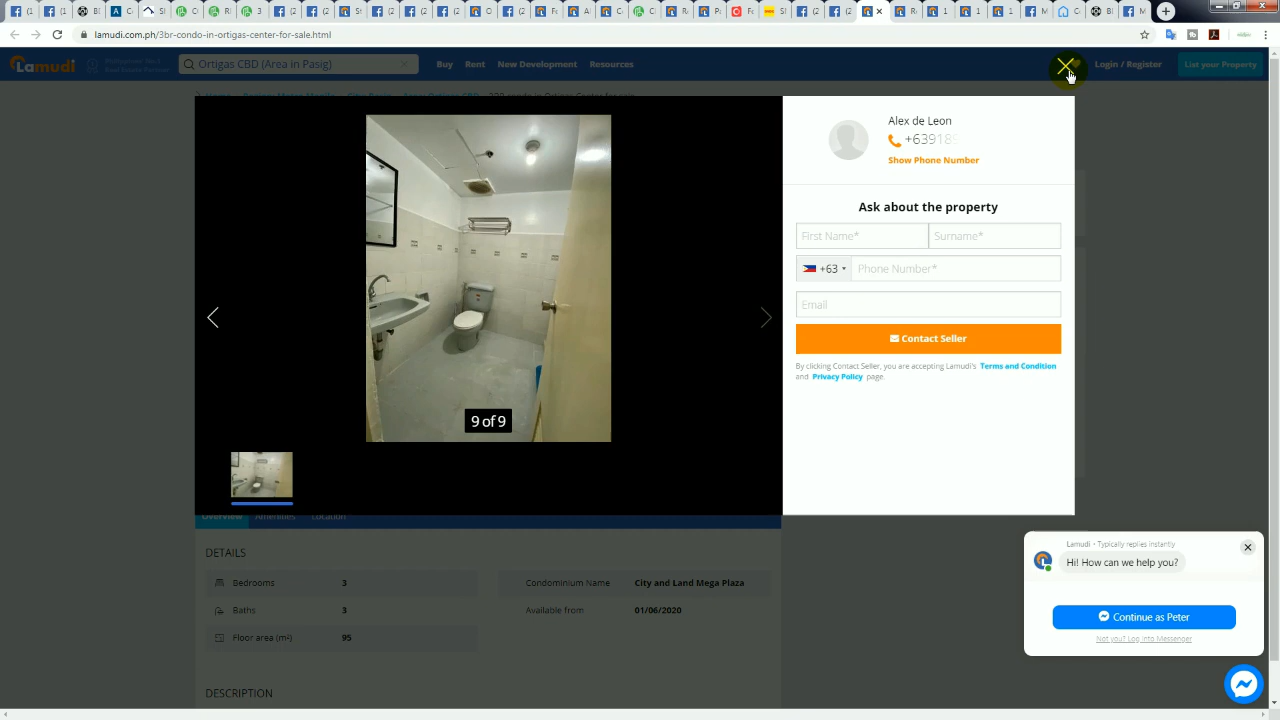 lamudi.com.ph/3br-condo-in-ortigas-center-for-sale.html
Lamudi
Ortigas CBD (Area in Pasig)
Buy
Rent
New Development
Resources
Login / Register
List your Property
Alex de Leon
+639189
Show Phone Number
Ask about the property
First Name*
Surname*
+63
Phone Number*
Email
Contact Seller
By clicking Contact Seller, you are accepting Lamudi's Terms and Condition
and Privacy Policy page.
9 of 9
Overview
Amenities
Location
DETAILS
Bedrooms 3
Condominium Name City and Land Mega Plaza
Baths 3
Available from 01/06/2020
Floor area (m²) 95
DESCRIPTION
Lamudi • Typically replies instantly
Hi! How can we help you?
Continue as Peter
Not you? Log Into Messenger